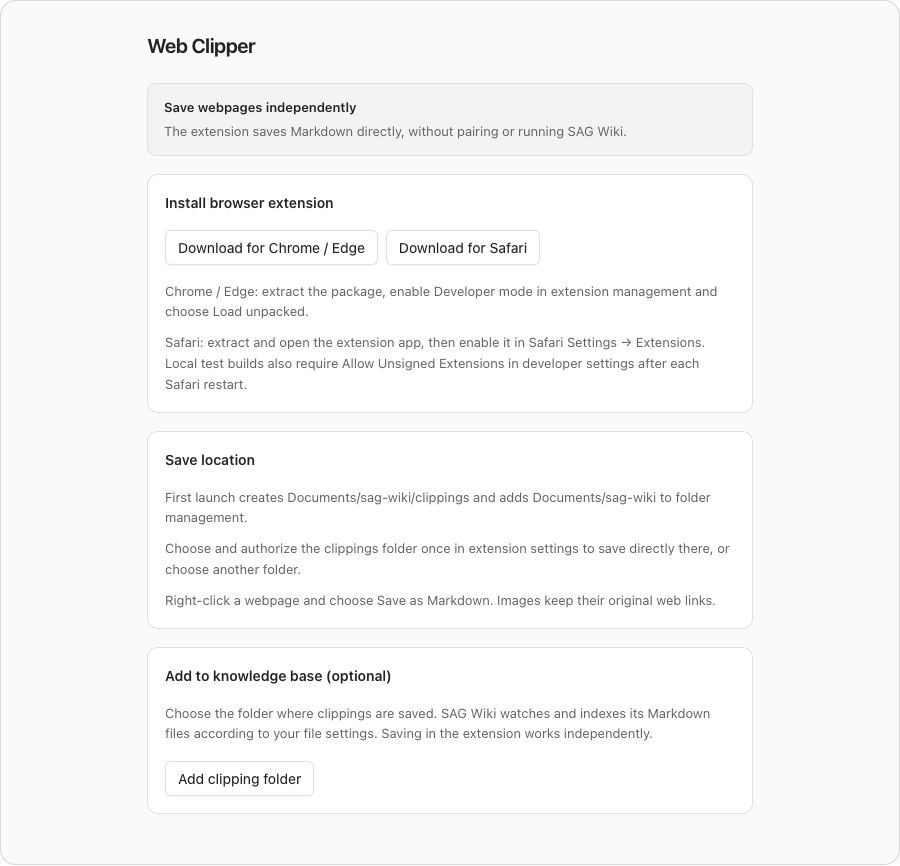 Web Clipper
Save webpages independently
The extension saves Markdown directly, without pairing or running SAG Wiki.
Install browser extension
Download for Chrome / Edge
Download for Safari
Chrome / Edge: extract the package, enable Developer mode in extension management and
choose Load unpacked.
Safari: extract and open the extension app, then enable it in Safari Settings → Extensions.
Local test builds also require Allow Unsigned Extensions in developer settings after each
Safari restart.
Save location
First launch creates Documents/sag-wiki/clippings and adds Documents/sag-wiki to folder
management.
Choose and authorize the clippings folder once in extension settings to save directly there, or
choose another folder.
Right-click a webpage and choose Save as Markdown. Images keep their original web links.
Add to knowledge base (optional)
Choose the folder where clippings are saved. SAG Wiki watches and indexes its Markdown
files according to your file settings. Saving in the extension works independently.
Add clipping folder